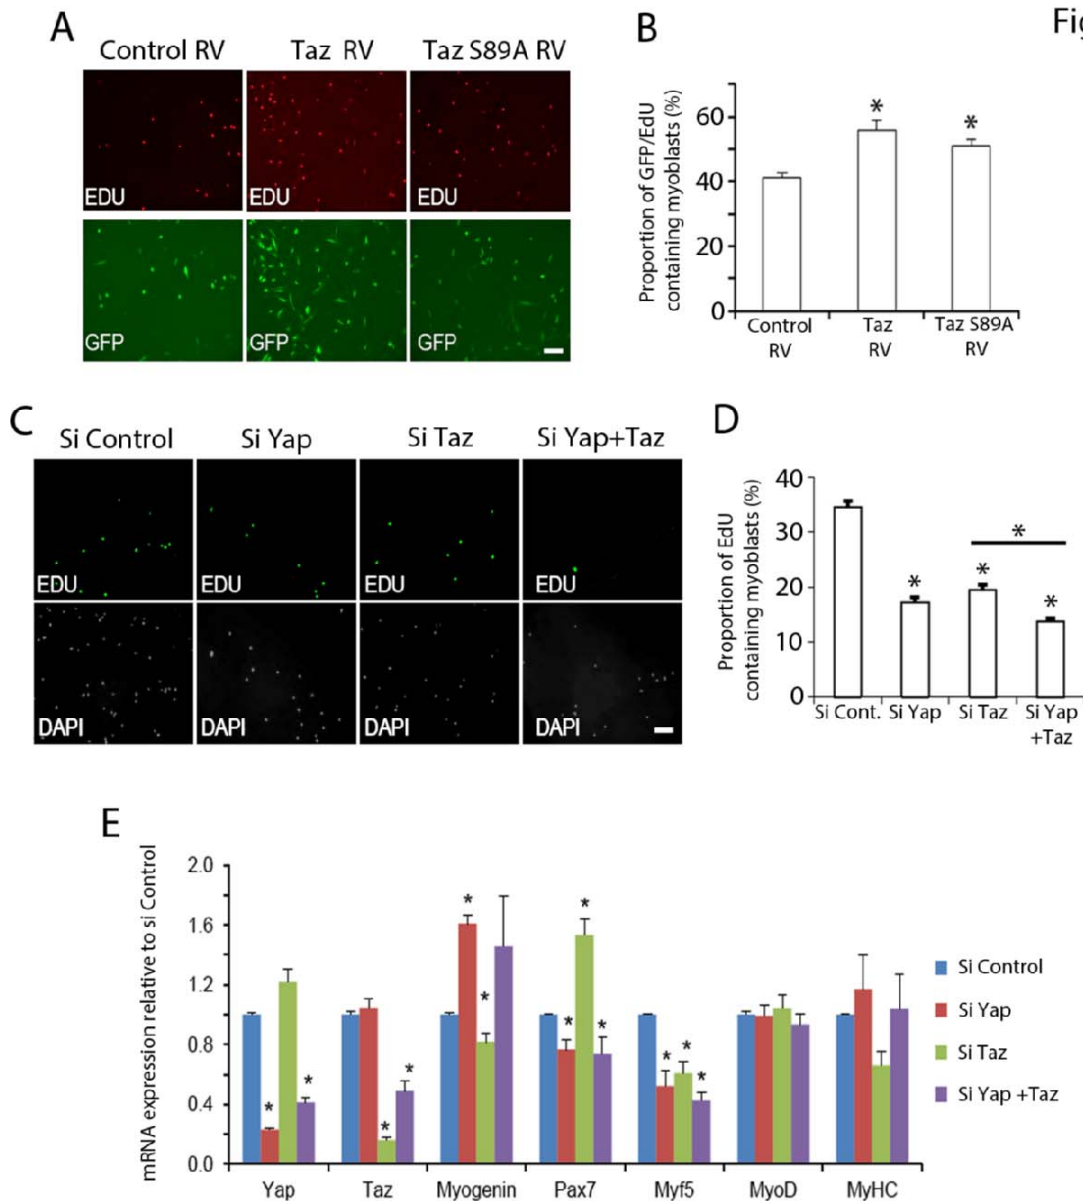 Fig
A
Control RV Taz RV Taz S89A RV
EDU EDU EDU
GFP GFP GFP
B
Proportion of GFP/EdU
containing myoblasts (%)
60
40
20
0
* *
Control Taz Taz S89A
RV RV RV
C
Si Control Si Yap Si Taz Si Yap+Taz
EDU EDU EDU EDU
DAPI DAPI DAPI DAPI
D
Proportion of EdU
containing myoblasts (%)
40
30
20
10
0
*
* * *
Si Cont. Si Yap Si Taz Si Yap
+Taz
E
mRNA expression relative to si Control
2.0
1.6
1.2
0.8
0.4
0.0
* * * * * * * * * * * *
Yap Taz Myogenin Pax7 Myf5 MyoD MyHC
Si Control
Si Yap
Si Taz
Si Yap +Taz